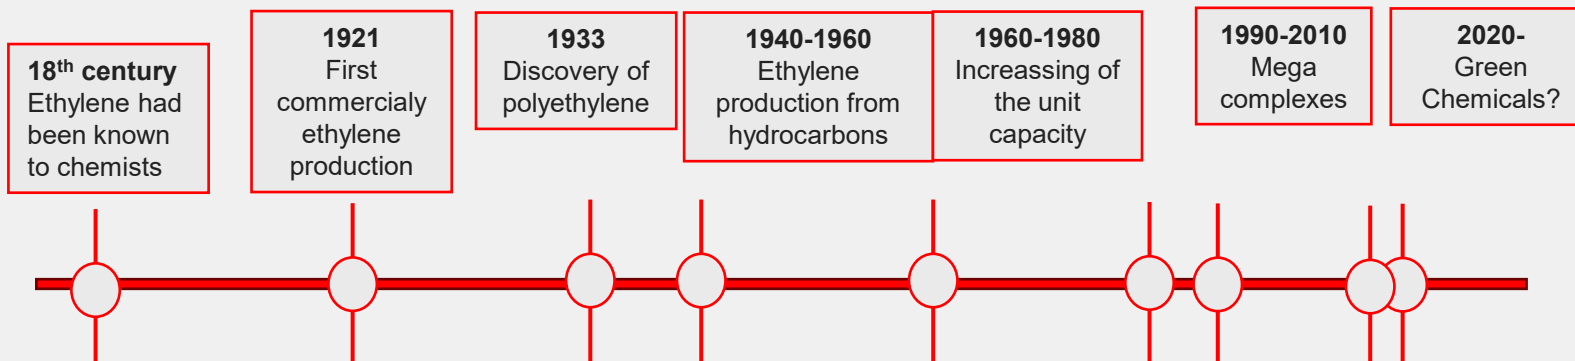 18th century
Ethylene had
been known
to chemists
1921
First
commercialy
ethylene
production
1933
Discovery of
polyethylene
1940-1960
Ethylene
production from
hydrocarbons
1960-1980
Increassing of
the unit
capacity
1990-2010
Mega
complexes
2020-
Green
Chemicals?